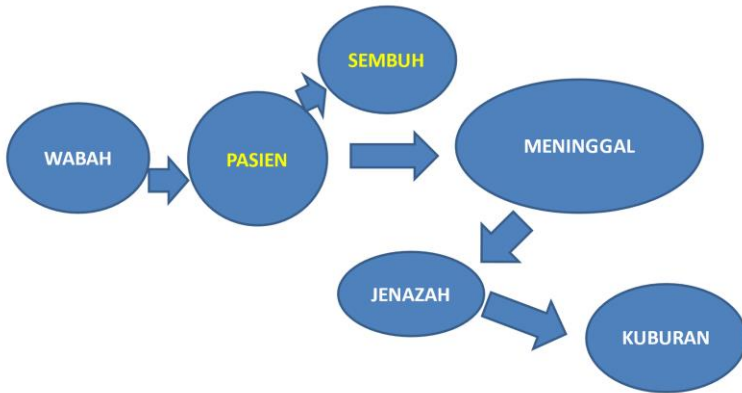 SEMBUH
WABAH
PASIEN
MENINGGAL
JENAZAH
KUBURAN